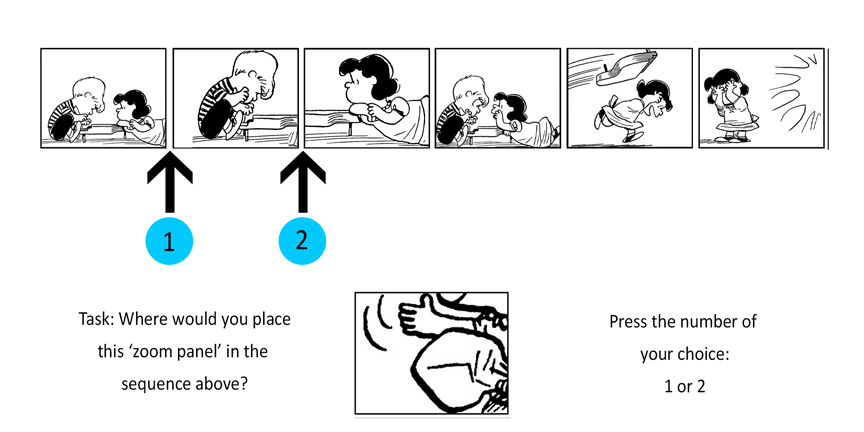 1
2
Task: Where would you place
this ‘zoom panel’ in the
sequence above?
Press the number of
your choice:
1 or 2